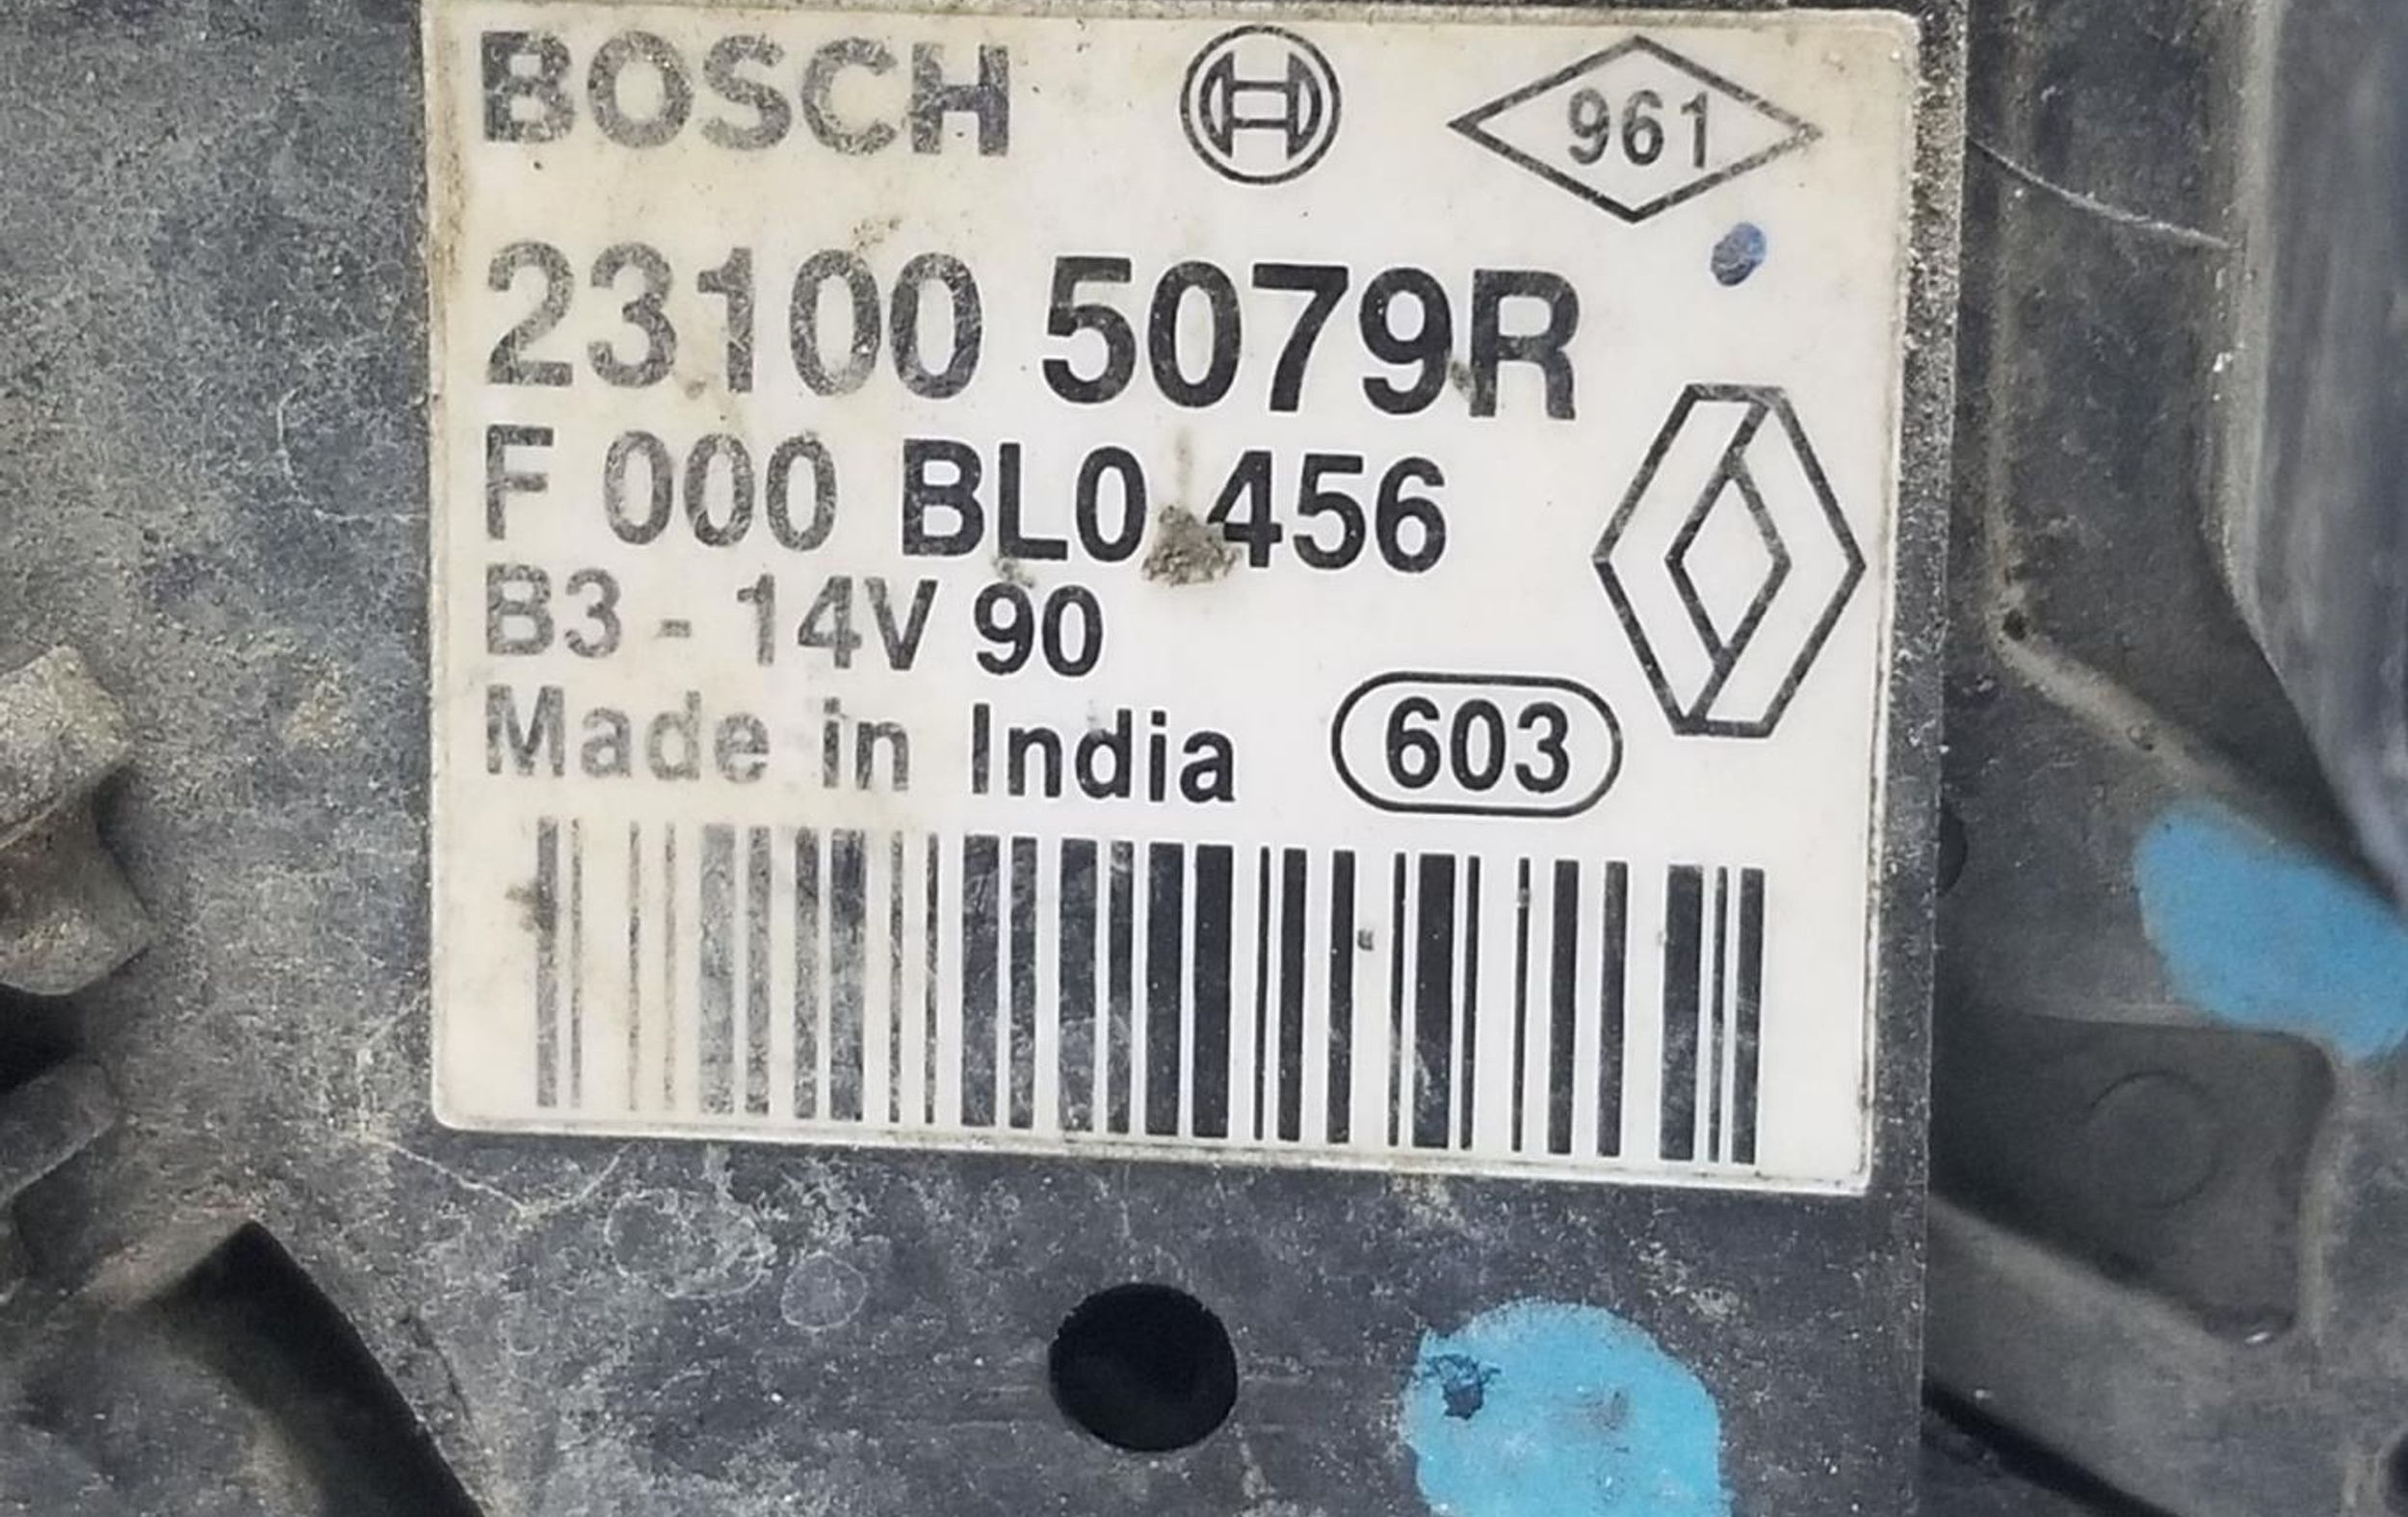 BOSCH 961
23100 5079R
F 000 BL0 456
B3 - 14V 90
Made in India 603